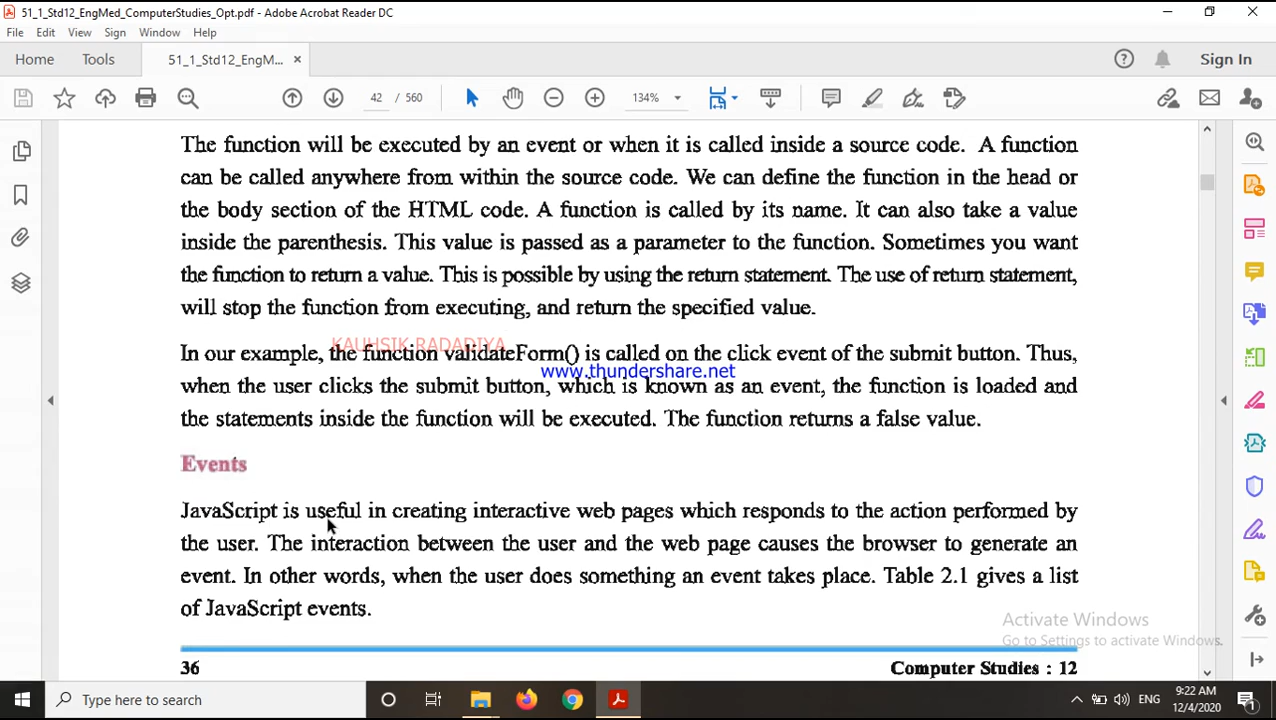 51_1_Std12_EngMed_ComputerStudies_Opt.pdf - Adobe Acrobat Reader DC
File Edit View Sign Window Help
Home Tools 51_1_Std12_EngM... × Sign In
42 / 560 134%
The function will be executed by an event or when it is called inside a source code. A function
can be called anywhere from within the source code. We can define the function in the head or
the body section of the HTML code. A function is called by its name. It can also take a value
inside the parenthesis. This value is passed as a parameter to the function. Sometimes you want
the function to return a value. This is possible by using the return statement. The use of return statement,
will stop the function from executing, and return the specified value.
KAUHSIK RADADIYA
In our example, the function validateForm() is called on the click event of the submit button. Thus,
www.thundershare.net
when the user clicks the submit button, which is known as an event, the function is loaded and
the statements inside the function will be executed. The function returns a false value.
Events
JavaScript is useful in creating interactive web pages which responds to the action performed by
the user. The interaction between the user and the web page causes the browser to generate an
event. In other words, when the user does something an event takes place. Table 2.1 gives a list
of JavaScript events.
Activate Windows
Go to Settings to activate Windows.
36 Computer Studies : 12
Type here to search ENG 9:22 AM
12/4/2020 1